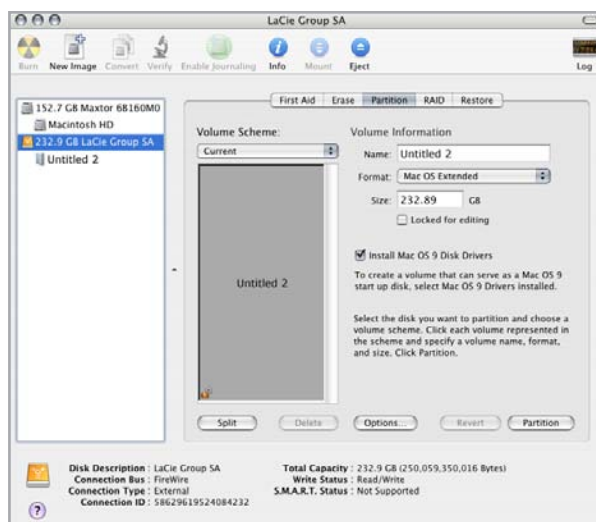 LaCie Group SA
Burn New Image Convert Verify Enable Journaling Info Mount Eject Log
152.7 GB Maxtor 6B160M0
Macintosh HD
232.9 GB LaCie Group SA
Untitled 2
First Aid Erase Partition RAID Restore
Volume Scheme:
Current
Untitled 2
Volume Information
Name: Untitled 2
Format: Mac OS Extended
Size: 232.89 GB
Locked for editing
Install Mac OS 9 Disk Drivers
To create a volume that can serve as a Mac OS 9
start up disk, select Mac OS 9 Drivers installed.
Select the disk you want to partition and choose a
volume scheme. Click each volume represented in
the scheme and specify a volume name, format,
and size. Click Partition.
Split Delete Options... Revert Partition
Disk Description : LaCie Group SA
Connection Bus : FireWire
Connection Type : External
Connection ID : 58629619524084232
Total Capacity : 232.9 GB (250,059,350,016 Bytes)
Write Status : Read/Write
S.M.A.R.T. Status : Not Supported
?